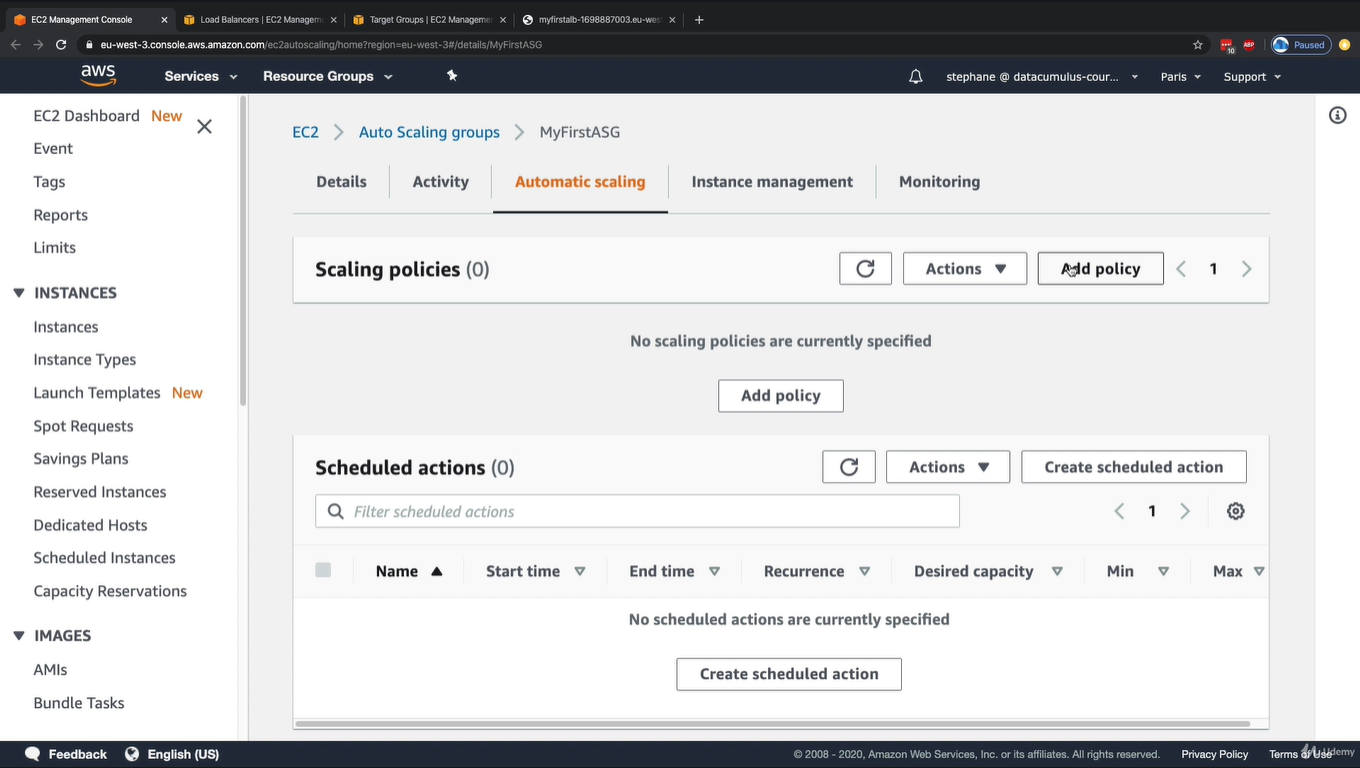 EC2 Management Console
Load Balancers | EC2 Managem
Target Groups | EC2 Manageme
myfirstalb-1698887003.eu-wes
eu-west-3.console.aws.amazon.com/ec2autoscaling/home?region=eu-west-3#/details/MyFirstASG
10
ABP
Paused
aws
Services
Resource Groups
stephane @ datacumulus-cour...
Paris
Support
EC2 Dashboard New
Event
Tags
Reports
Limits
INSTANCES
Instances
Instance Types
Launch Templates New
Spot Requests
Savings Plans
Reserved Instances
Dedicated Hosts
Scheduled Instances
Capacity Reservations
IMAGES
AMIs
Bundle Tasks
EC2 > Auto Scaling groups > MyFirstASG
Details
Activity
Automatic scaling
Instance management
Monitoring
Scaling policies (0)
Actions
Add policy
1
No scaling policies are currently specified
Add policy
Scheduled actions (0)
Actions
Create scheduled action
Filter scheduled actions
1
Name
Start time
End time
Recurrence
Desired capacity
Min
Max
No scheduled actions are currently specified
Create scheduled action
Feedback
English (US)
© 2008 - 2020, Amazon Web Services, Inc. or its affiliates. All rights reserved.
Privacy Policy
Terms of Use
Udemy